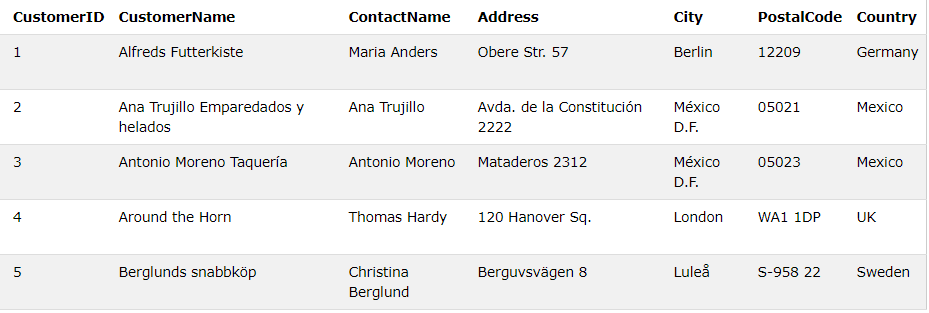 CustomerID CustomerName ContactName Address City PostalCode Country
1 Alfreds Futterkiste Maria Anders Obere Str. 57 Berlin 12209 Germany
2 Ana Trujillo Emparedados y Ana Trujillo Avda. de la Constitución México 05021 Mexico
helados 2222 D.F.
3 Antonio Moreno Taquería Antonio Moreno Mataderos 2312 México 05023 Mexico
D.F.
4 Around the Horn Thomas Hardy 120 Hanover Sq. London WA1 1DP UK
5 Berglunds snabbköp Christina Berguvsvägen 8 Luleå S-958 22 Sweden
Berglund